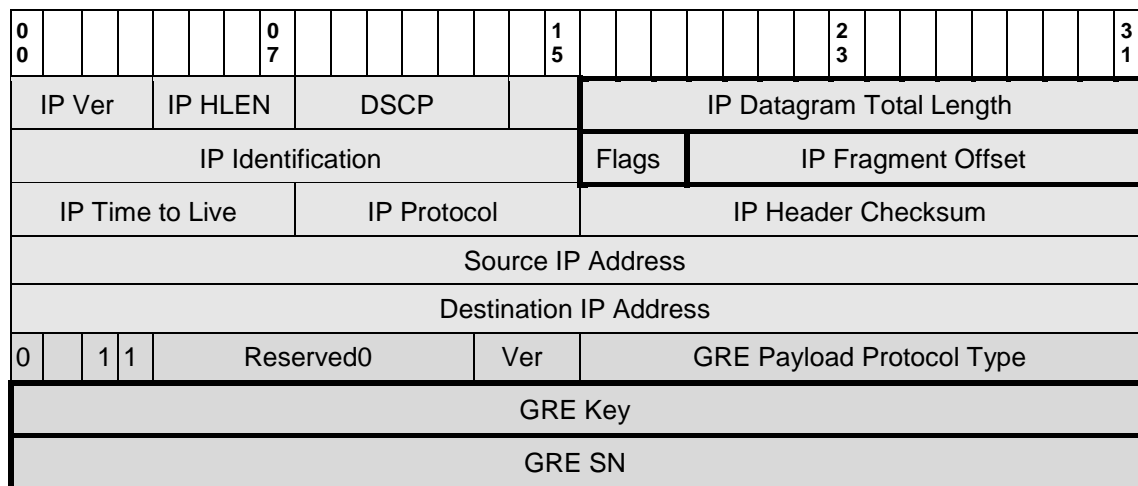 0 0 1 2 3
0 7 5 3 1
IP Ver IP HLEN DSCP IP Datagram Total Length
IP Identification Flags IP Fragment Offset
IP Time to Live IP Protocol IP Header Checksum
Source IP Address
Destination IP Address
0 1 1 Reserved0 Ver GRE Payload Protocol Type
GRE Key
GRE SN